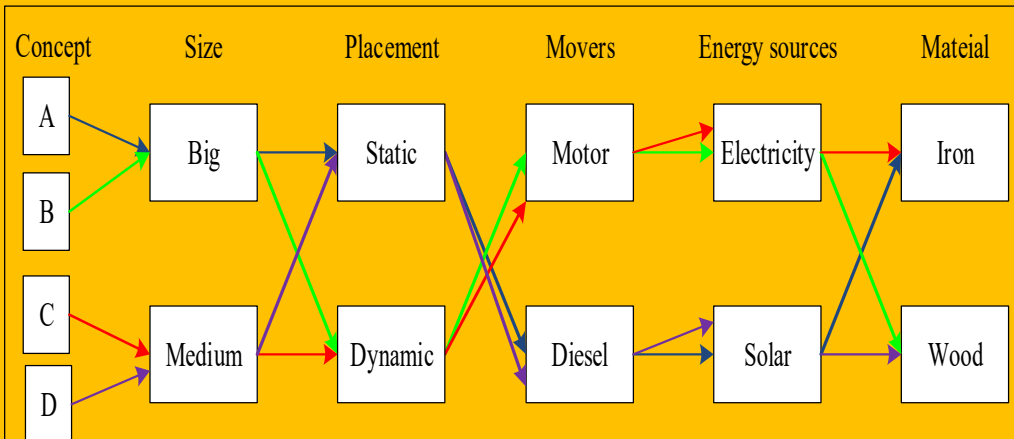 Concept Size Placement Movers Energy sources Mateial
A
Big Static Motor Electricity Iron
B
C
Medium Dynamic Diesel Solar Wood
D